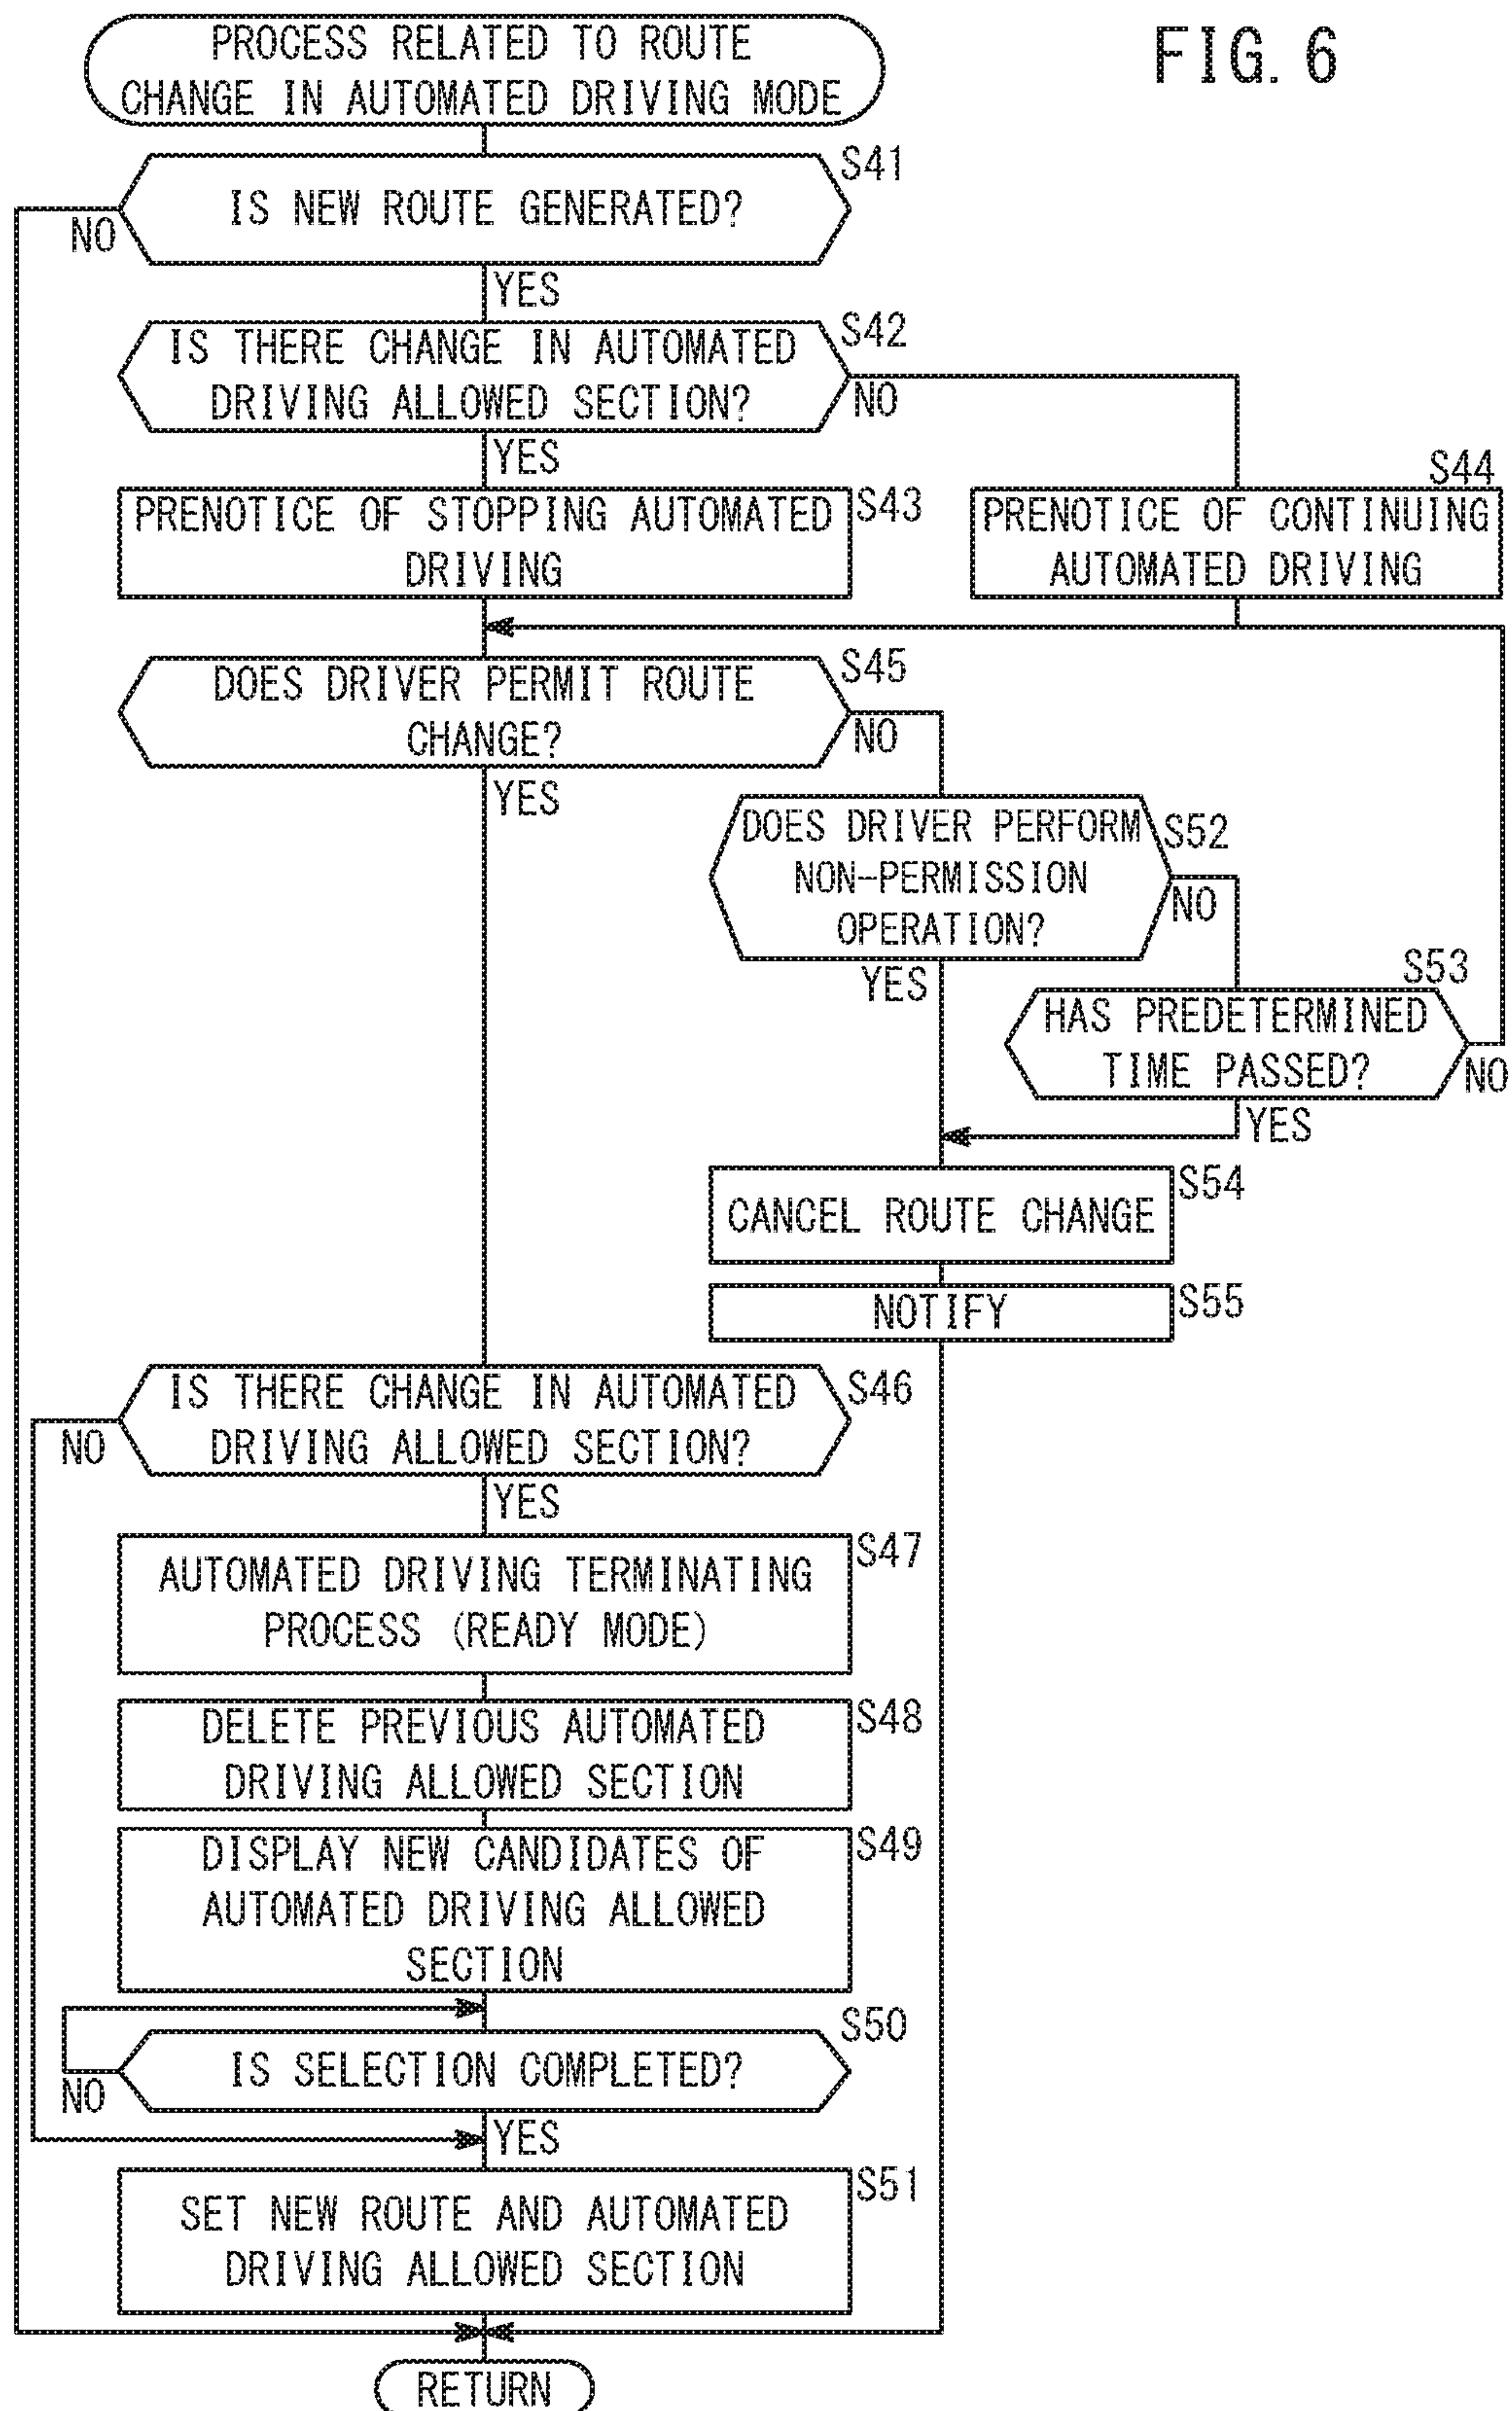 FIG. 6
PROCESS RELATED TO ROUTE
CHANGE IN AUTOMATED DRIVING MODE
S41
IS NEW ROUTE GENERATED?
NO
YES
S42
IS THERE CHANGE IN AUTOMATED
DRIVING ALLOWED SECTION?
NO
YES
S43
PRENOTICE OF STOPPING AUTOMATED
DRIVING
S44
PRENOTICE OF CONTINUING
AUTOMATED DRIVING
S45
DOES DRIVER PERMIT ROUTE
CHANGE?
NO
YES
S52
DOES DRIVER PERFORM
NON-PERMISSION
OPERATION?
NO
YES
S53
HAS PREDETERMINED
TIME PASSED?
NO
YES
S54
CANCEL ROUTE CHANGE
S55
NOTIFY
S46
IS THERE CHANGE IN AUTOMATED
DRIVING ALLOWED SECTION?
NO
YES
S47
AUTOMATED DRIVING TERMINATING
PROCESS (READY MODE)
S48
DELETE PREVIOUS AUTOMATED
DRIVING ALLOWED SECTION
S49
DISPLAY NEW CANDIDATES OF
AUTOMATED DRIVING ALLOWED
SECTION
S50
IS SELECTION COMPLETED?
NO
YES
S51
SET NEW ROUTE AND AUTOMATED
DRIVING ALLOWED SECTION
RETURN